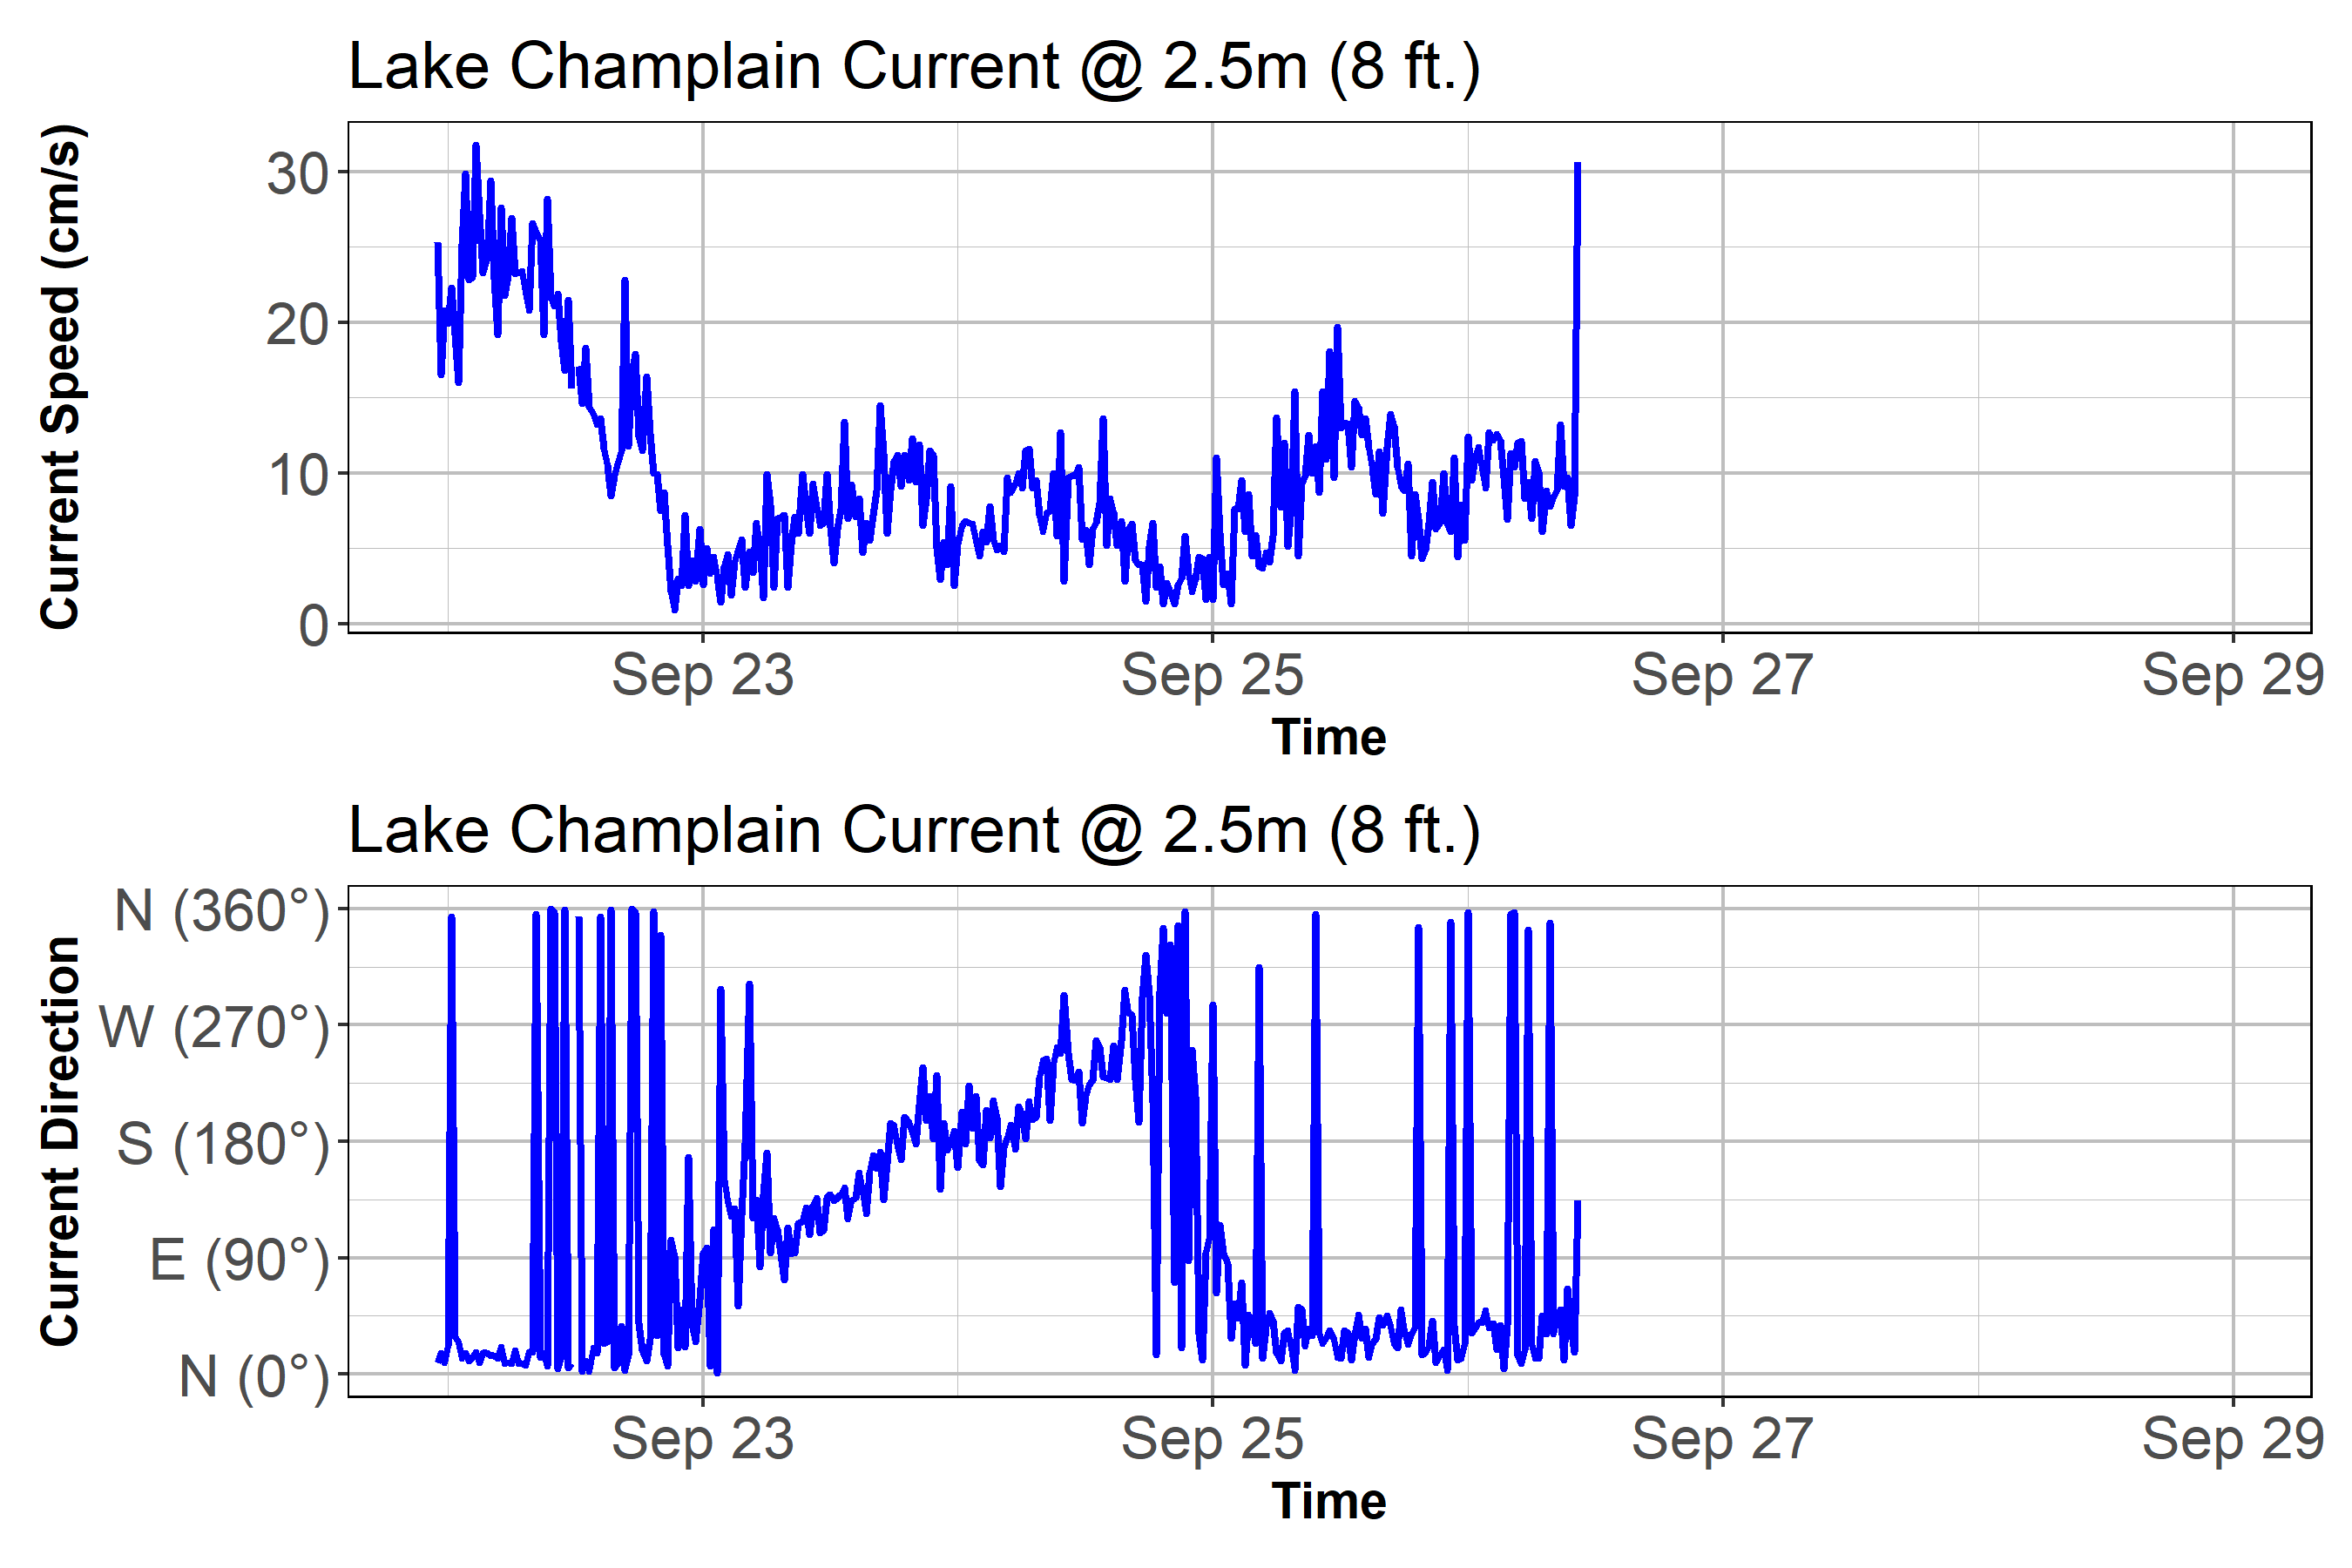 Lake Champlain Current @ 2.5m (8 ft.)
Current Speed (cm/s)
30
20
10
0
Sep 23 Sep 25 Sep 27 Sep 29
Time
Lake Champlain Current @ 2.5m (8 ft.)
Current Direction
N (360°)
W (270°)
S (180°)
E (90°)
N (0°)
Sep 23 Sep 25 Sep 27 Sep 29
Time